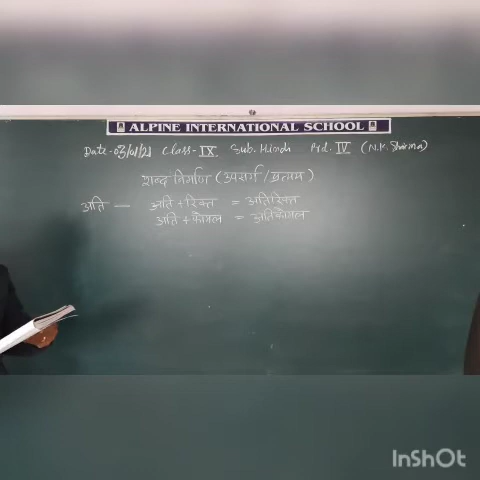 ALPINE INTERNATIONAL SCHOOL
Date-03/01/21 Class-IX Sub. Hindi Prd. IV (N.K. Sharma)
शब्द निर्माण (उपसर्ग/प्रत्यय)
अति — अति + रिक्त = अतिरिक्त
अति + कोमल = अतिकोमल
InShOt